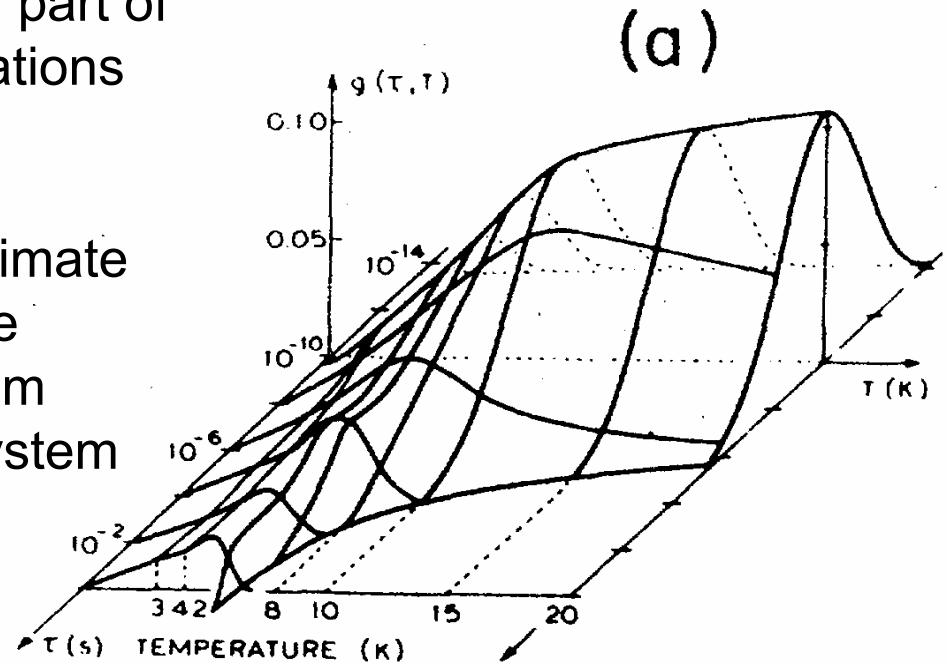 part of
ations
(a)
g(τ,T)
0.10
imate
0.05
10-14
e
m
10-10
T(K)
ystem
10-6
10-2
3 4 2 8 10 15 20
τ(s) TEMPERATURE (K)